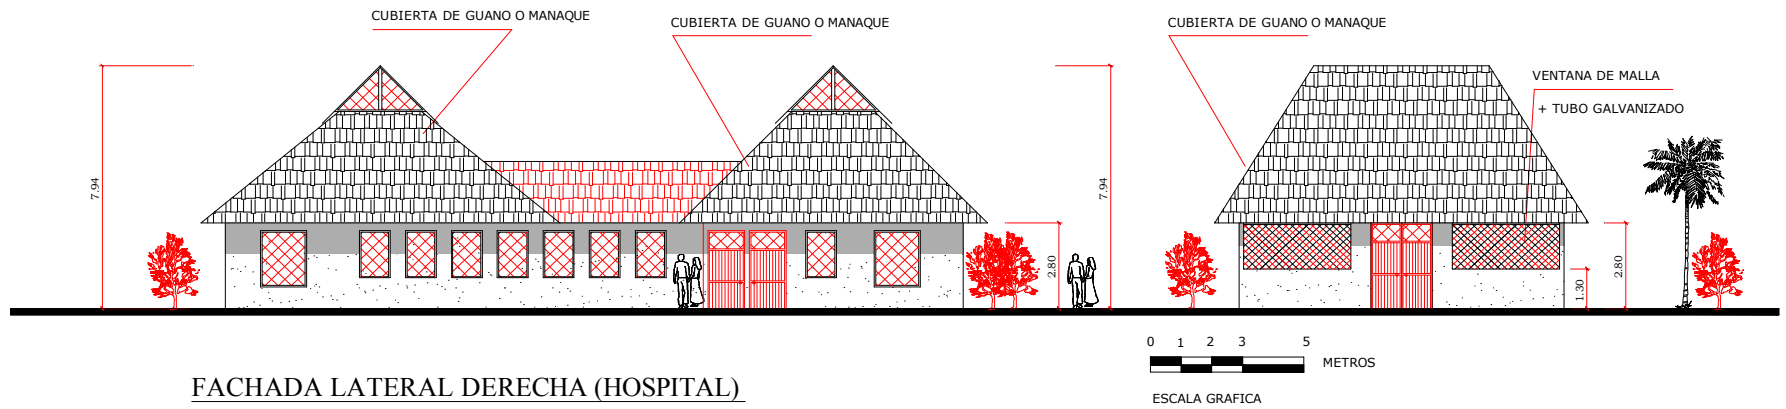 CUBIERTA DE GUANO O MANAQUE
CUBIERTA DE GUANO O MANAQUE
CUBIERTA DE GUANO O MANAQUE
VENTANA DE MALLA
+ TUBO GALVANIZADO
7.94
2.80
7.94
1.30
2.80
0 1 2 3 5
METROS
ESCALA GRAFICA
FACHADA LATERAL DERECHA (HOSPITAL)